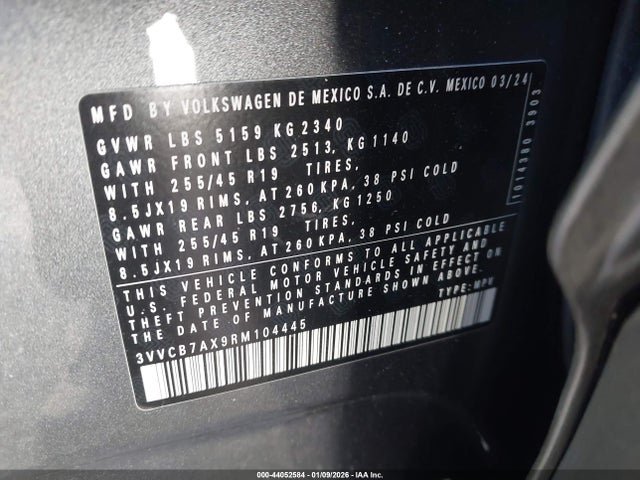 MFD BY VOLKSWAGEN DE MEXICO S.A. DE C.V. MEXICO 03/24
GVWR LBS 5159 KG 2340
GAWR FRONT LBS 2513, KG 1140
WITH 255/45 R19 TIRES,
8.5JX19 RIMS, AT 260 KPA, 38 PSI COLD
GAWR REAR LBS 2756, KG 1250
WITH 255/45 R19 TIRES,
8.5JX19 RIMS, AT 260 KPA, 38 PSI COLD
THIS VEHICLE CONFORMS TO ALL APPLICABLE
U.S. FEDERAL MOTOR VEHICLE SAFETY AND
THEFT PREVENTION STANDARDS IN EFFECT ON
THE DATE OF MANUFACTURE SHOWN ABOVE.
3VVCB7AX9RM104445 TYPE: MPV
1014380 3903
000-44052584 | 01/09/2026 | IAA Inc.